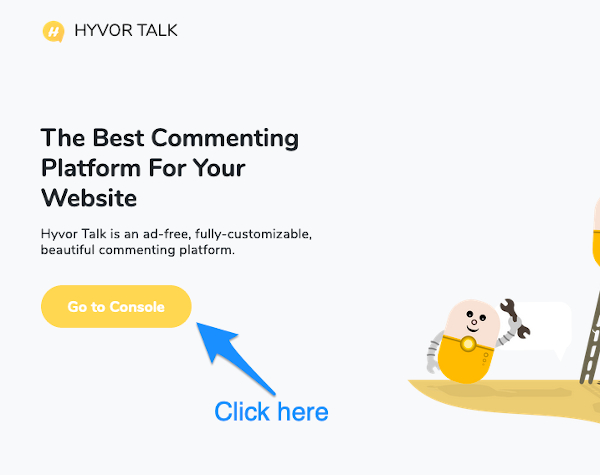 HYVOR TALK
The Best Commenting
Platform For Your
Website
Hyvor Talk is an ad-free, fully-customizable,
beautiful commenting platform.
Go to Console
Click here